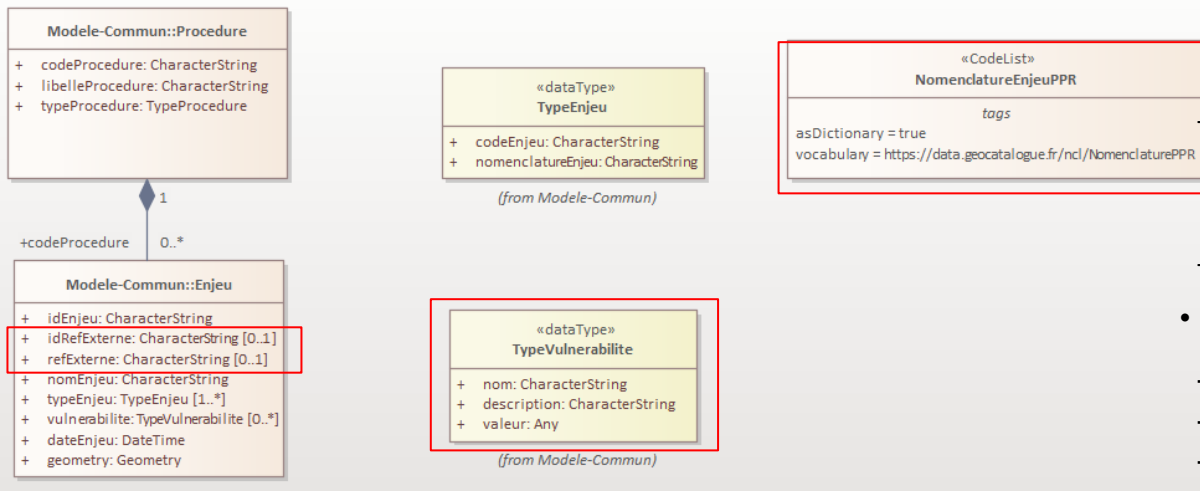 Modele-Commun::Procedure
+ codeProcedure: CharacterString
+ libelleProcedure: CharacterString
+ typeProcedure: TypeProcedure
1
+codeProcedure 0..*
Modele-Commun::Enjeu
+ idEnjeu: CharacterString
+ idRefExterne: CharacterString [0..1]
+ refExterne: CharacterString [0..1]
+ nomEnjeu: CharacterString
+ typeEnjeu: TypeEnjeu [1..*]
+ vulnerabilite: TypeVulnerabilite [0..*]
+ dateEnjeu: DateTime
+ geometry: Geometry
«dataType»
TypeEnjeu
+ codeEnjeu: CharacterString
+ nomenclatureEnjeu: CharacterString
(from Modele-Commun)
«dataType»
TypeVulnerabilite
+ nom: CharacterString
+ description: CharacterString
+ valeur: Any
(from Modele-Commun)
«CodeList»
NomenclatureEnjeuPPR
tags
asDictionary = true
vocabulary = https://data.geocatalogue.fr/ncl/NomenclaturePPR